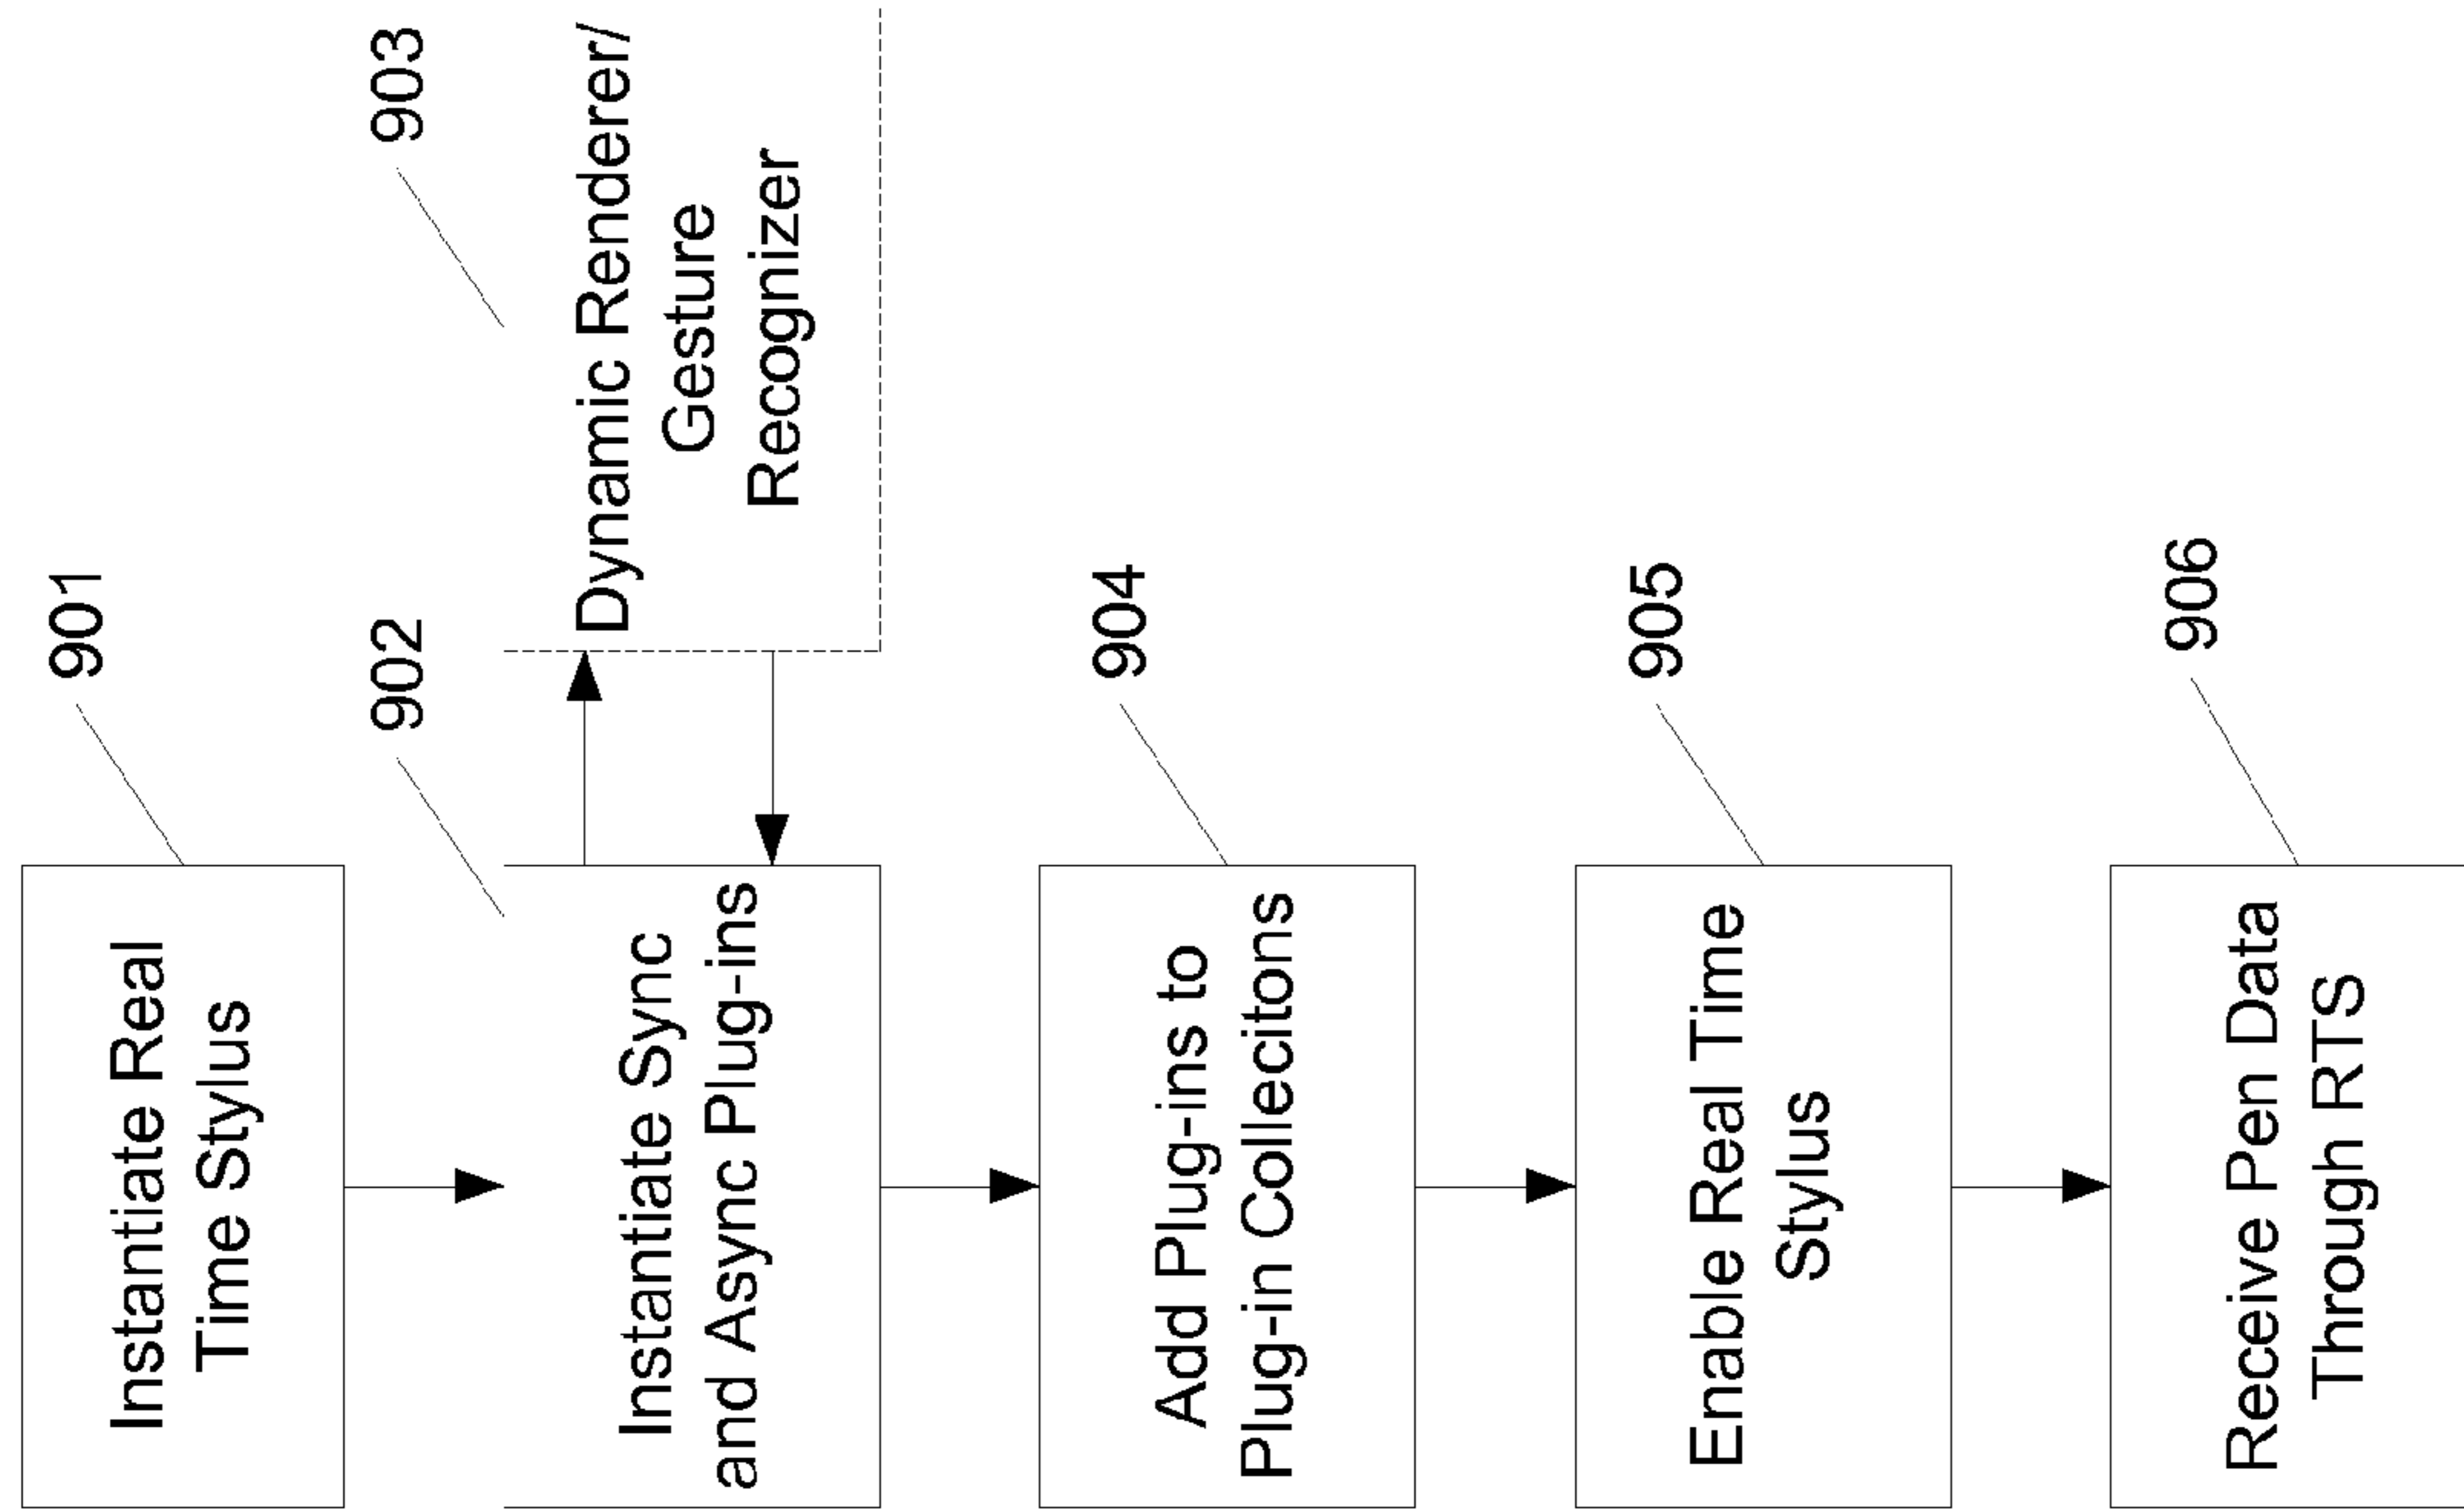 901
Instantiate Real
Time Stylus
902
Instantiate Sync
and Async Plug-ins
903
Dynamic Renderer/
Gesture
Recognizer
904
Add Plug-ins to
Plug-in Collecitons
905
Enable Real Time
Stylus
906
Receive Pen Data
Through RTS